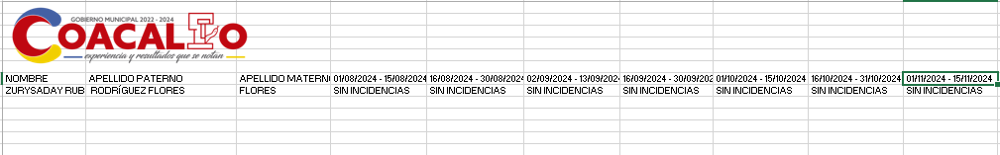 GOBIERNO MUNICIPAL 2022 - 2024
COACALCO
experiencia y resultados que se notan
NOMBRE APELLIDO PATERNO APELLIDO MATERNO 01/08/2024 - 15/08/2024 16/08/2024 - 30/08/2024 02/09/2024 - 13/09/2024 16/09/2024 - 30/09/2024 01/10/2024 - 15/10/2024 16/10/2024 - 31/10/2024 01/11/2024 - 15/11/2024
ZURYSADAY RUB RODRÍGUEZ FLORES FLORES SIN INCIDENCIAS SIN INCIDENCIAS SIN INCIDENCIAS SIN INCIDENCIAS SIN INCIDENCIAS SIN INCIDENCIAS SIN INCIDENCIAS